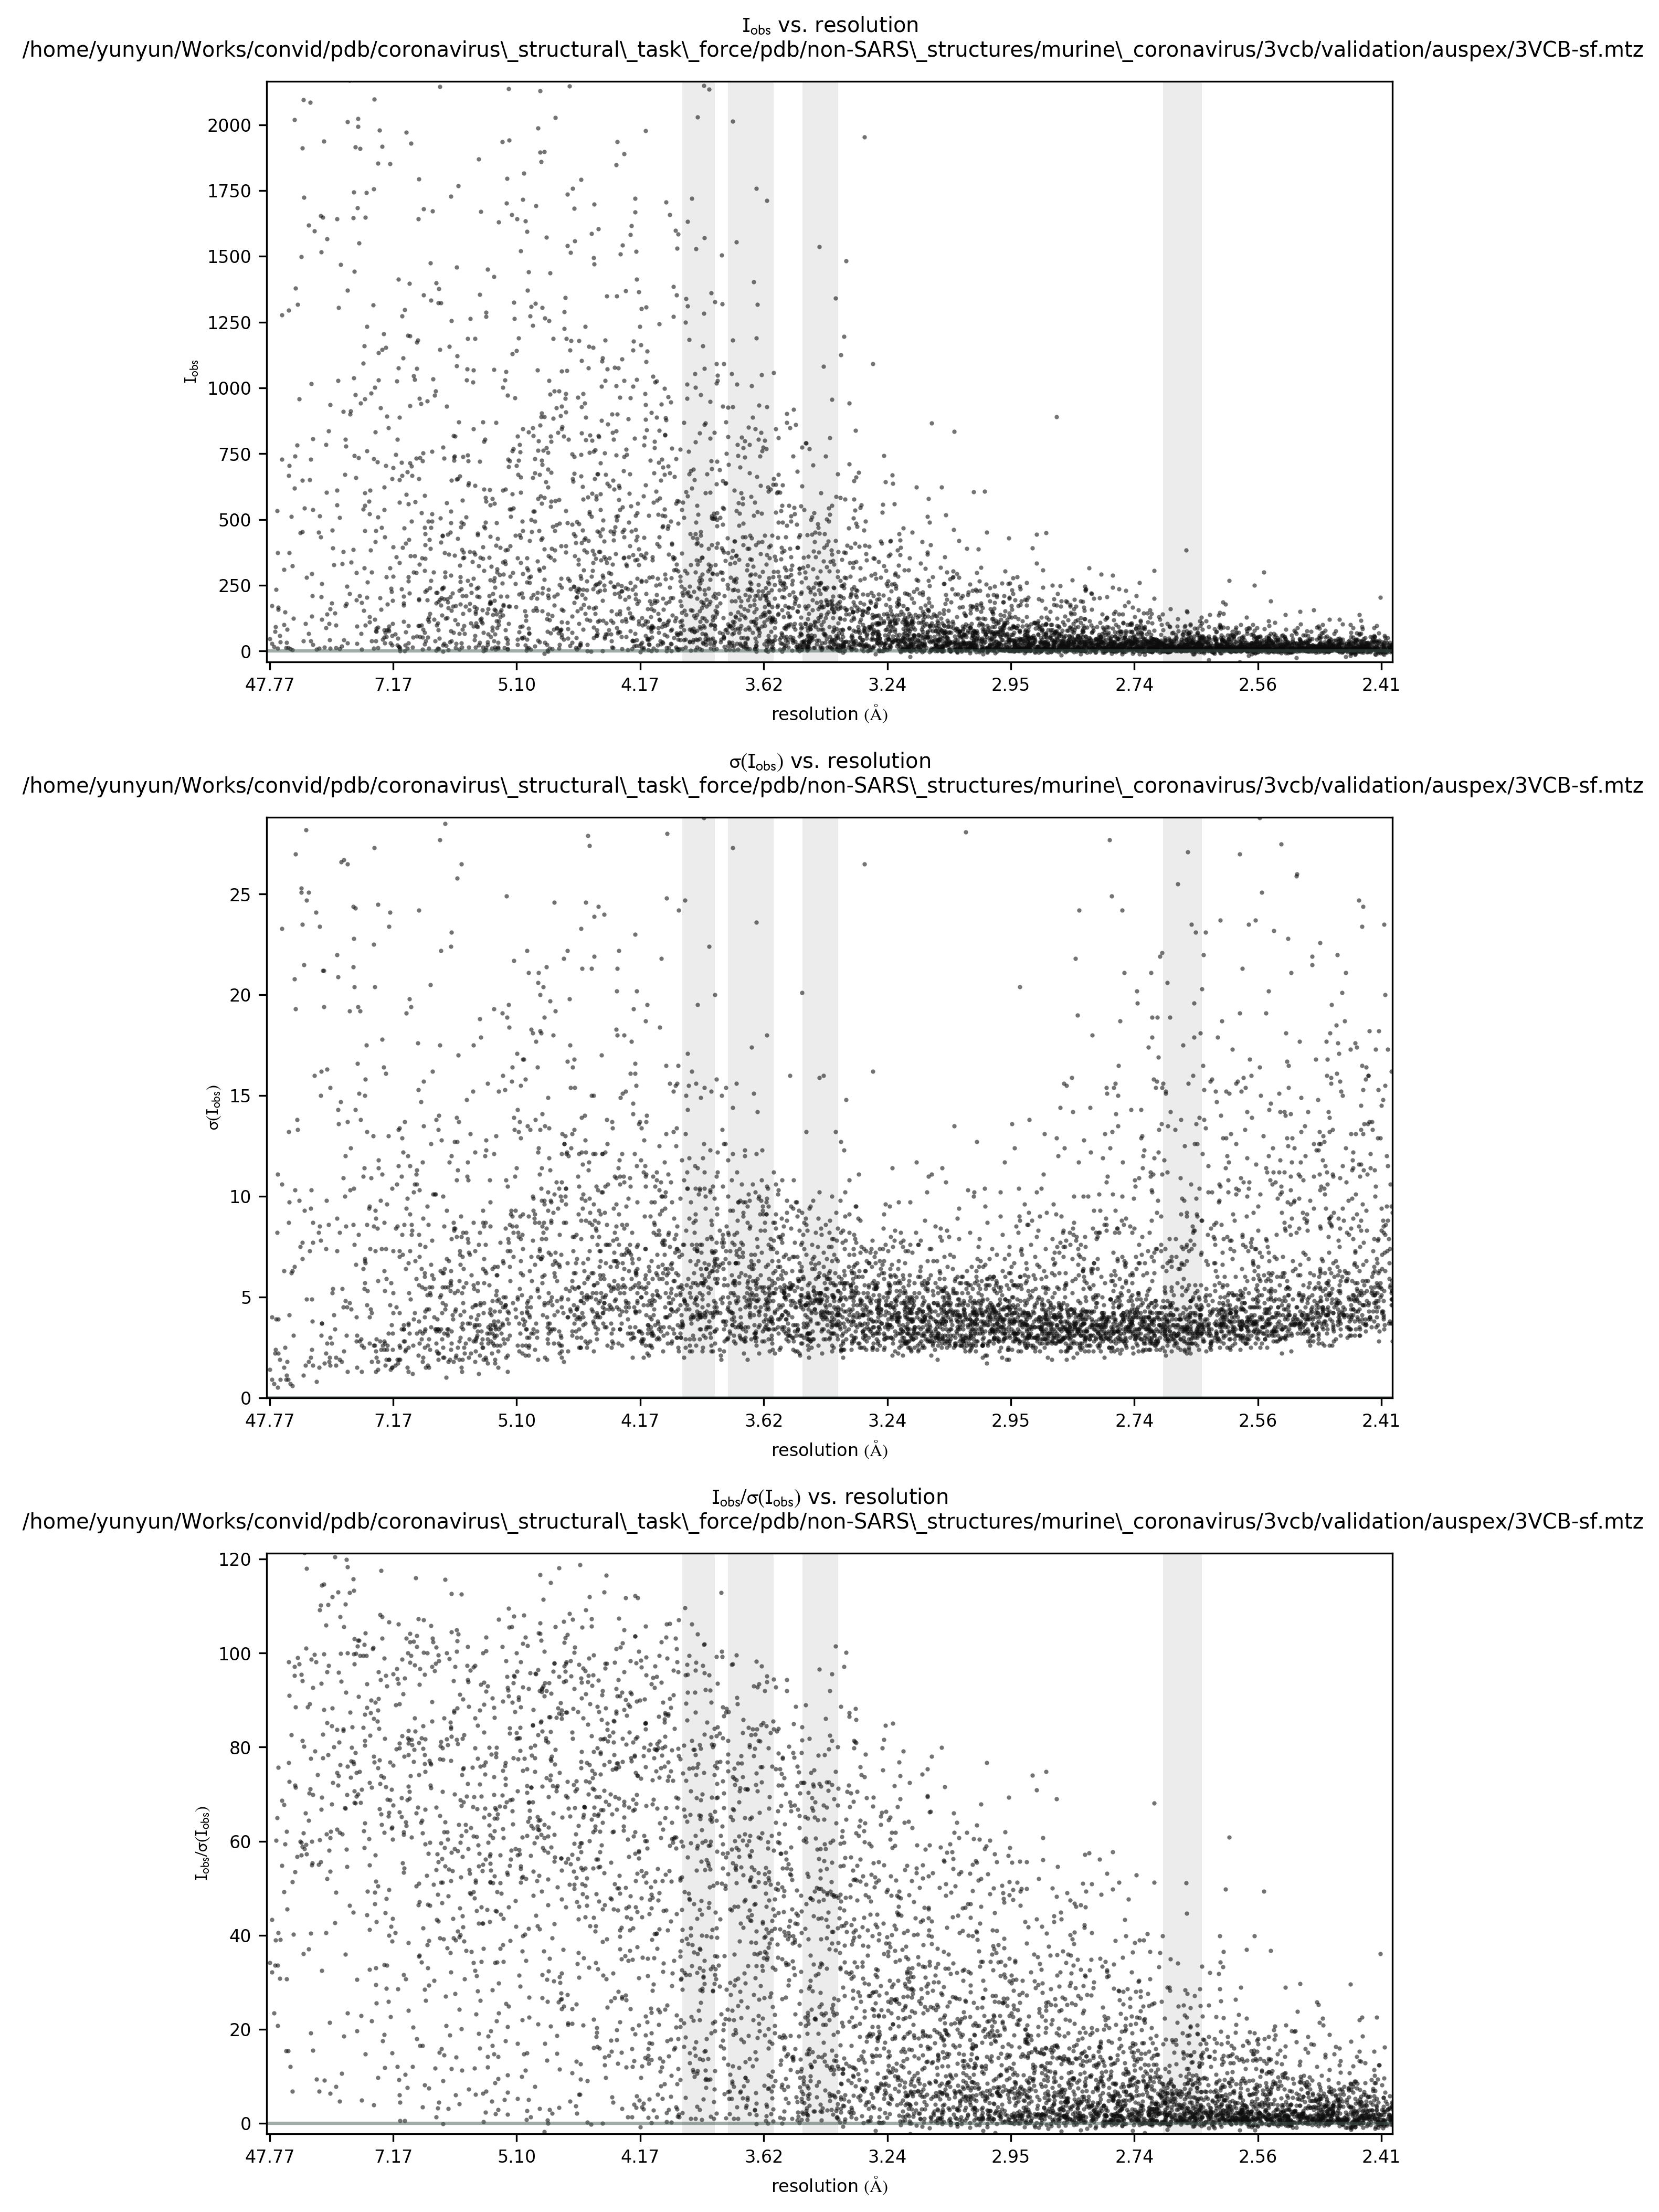 I_obs vs. resolution
/home/yunyun/Works/convid/pdb/coronavirus\_structural\_task\_force/pdb/non-SARS\_structures/murine\_coronavirus/3vcb/validation/auspex/3VCB-sf.mtz
I_obs
2000
1750
1500
1250
1000
750
500
250
0
47.77 7.17 5.10 4.17 3.62 3.24 2.95 2.74 2.56 2.41
resolution (Å)
σ(I_obs) vs. resolution
/home/yunyun/Works/convid/pdb/coronavirus\_structural\_task\_force/pdb/non-SARS\_structures/murine\_coronavirus/3vcb/validation/auspex/3VCB-sf.mtz
σ(I_obs)
25
20
15
10
5
0
47.77 7.17 5.10 4.17 3.62 3.24 2.95 2.74 2.56 2.41
resolution (Å)
I_obs/σ(I_obs) vs. resolution
/home/yunyun/Works/convid/pdb/coronavirus\_structural\_task\_force/pdb/non-SARS\_structures/murine\_coronavirus/3vcb/validation/auspex/3VCB-sf.mtz
I_obs/σ(I_obs)
120
100
80
60
40
20
0
47.77 7.17 5.10 4.17 3.62 3.24 2.95 2.74 2.56 2.41
resolution (Å)